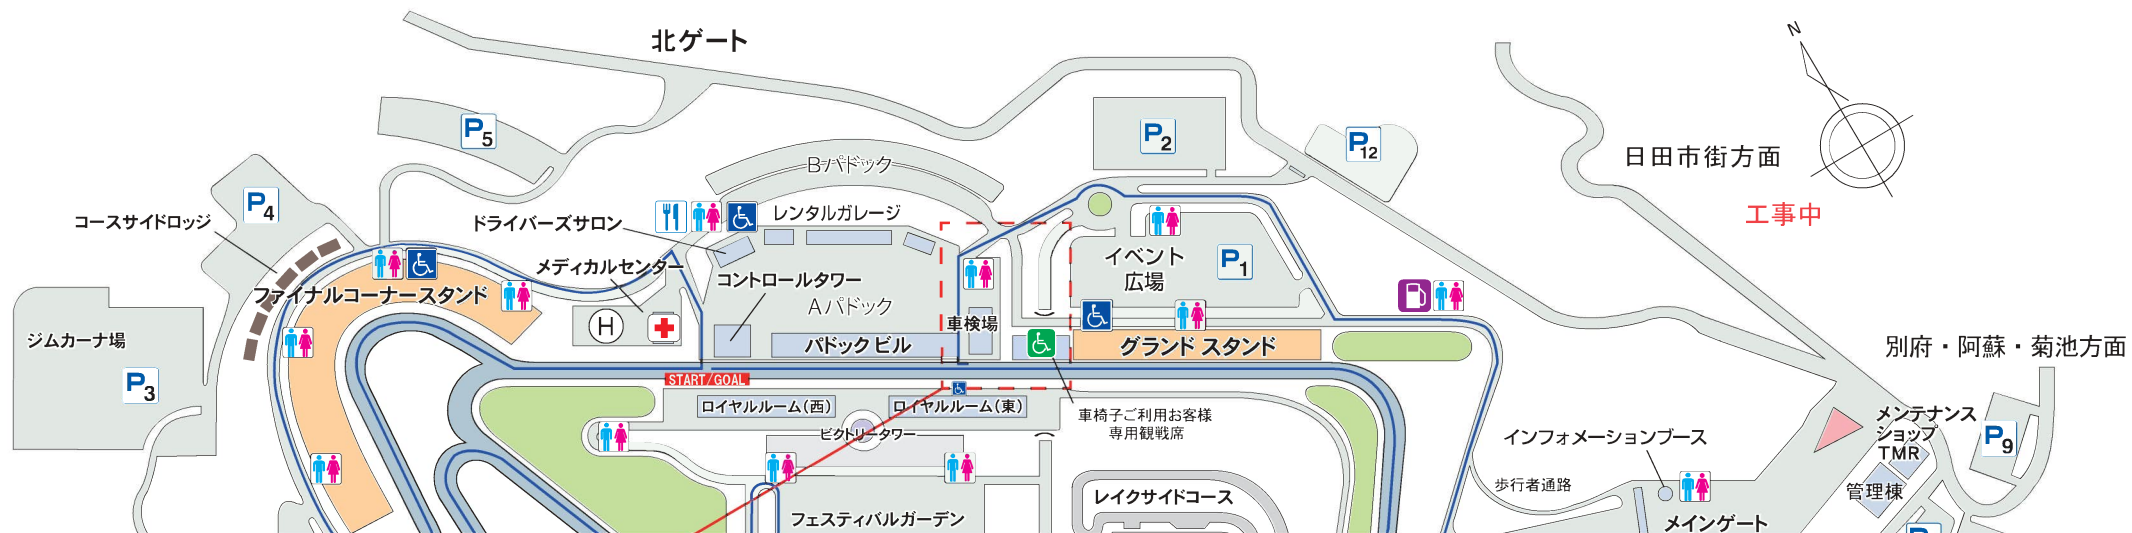 北ゲート
N
P5
P2
P12
日田市街方面
工事中
Bパドック
P4
コースサイドロッジ
ドライバーズサロン
レンタルガレージ
イベント
広場
P1
メディカルセンター
コントロールタワー
Aパドック
ファイナルコーナースタンド
H
車検場
ジムカーナ場
パドックビル
グランド スタンド
別府・阿蘇・菊池方面
P3
START/GOAL
ロイヤルルーム(西)
ロイヤルルーム(東)
車椅子ご利用お客様
専用観戦席
ビクトリータワー
メンテナンス
ショップ
TMR
P9
インフォメーションブース
歩行者通路
レイクサイドコース
管理棟
フェスティバルガーデン
メインゲート